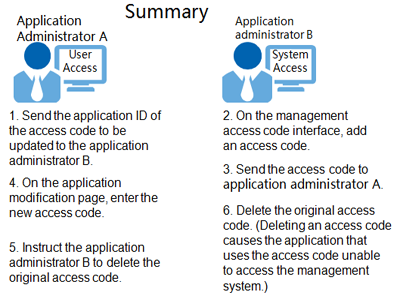 Summary
Application
Administrator A
User
Access
1. Send the application ID of
the access code to be
updated to the application
administrator B.
4. On the application
modification page, enter the
new access code.
5. Instruct the application
administrator B to delete the
original access code.
Application
administrator B
System
Access
2. On the management
access code interface, add
an access code.
3. Send the access code to
application administrator A.
6. Delete the original access
code. (Deleting an access code
causes the application that
uses the access code unable
to access the management
system.)